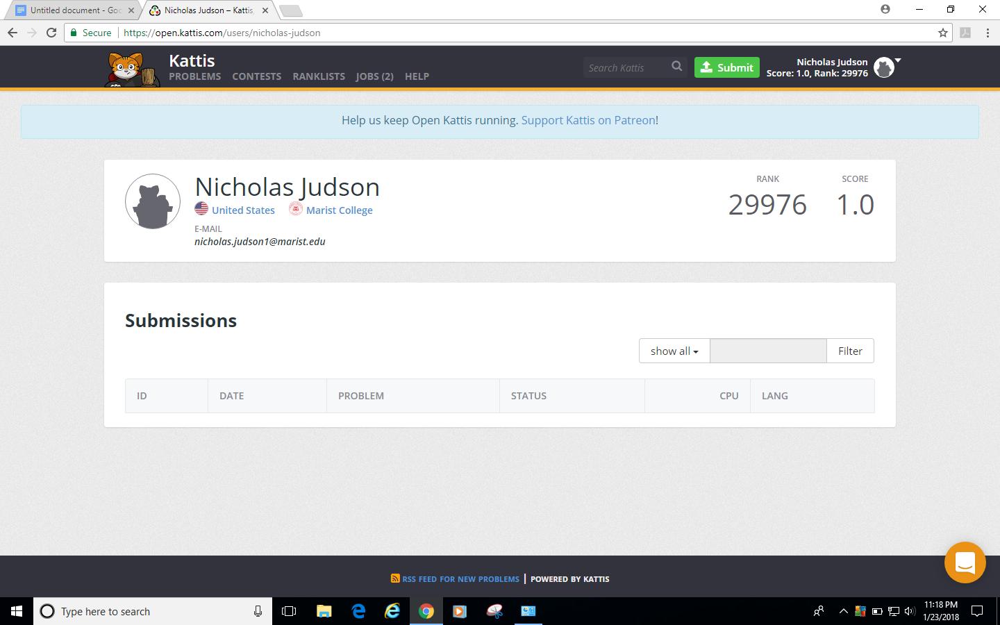 Untitled document - Goo
Nicholas Judson – Kattis,
Secure
https://open.kattis.com/users/nicholas-judson
Kattis
PROBLEMS CONTESTS RANKLISTS JOBS (2) HELP
Search Kattis
Submit
Nicholas Judson
Score: 1.0, Rank: 29976
Help us keep Open Kattis running. Support Kattis on Patreon!
Nicholas Judson
United States Marist College
E-MAIL
nicholas.judson1@marist.edu
RANK SCORE
29976 1.0
Submissions
show all Filter
ID DATE PROBLEM STATUS CPU LANG
RSS FEED FOR NEW PROBLEMS | POWERED BY KATTIS
Type here to search
11:18 PM
1/23/2018